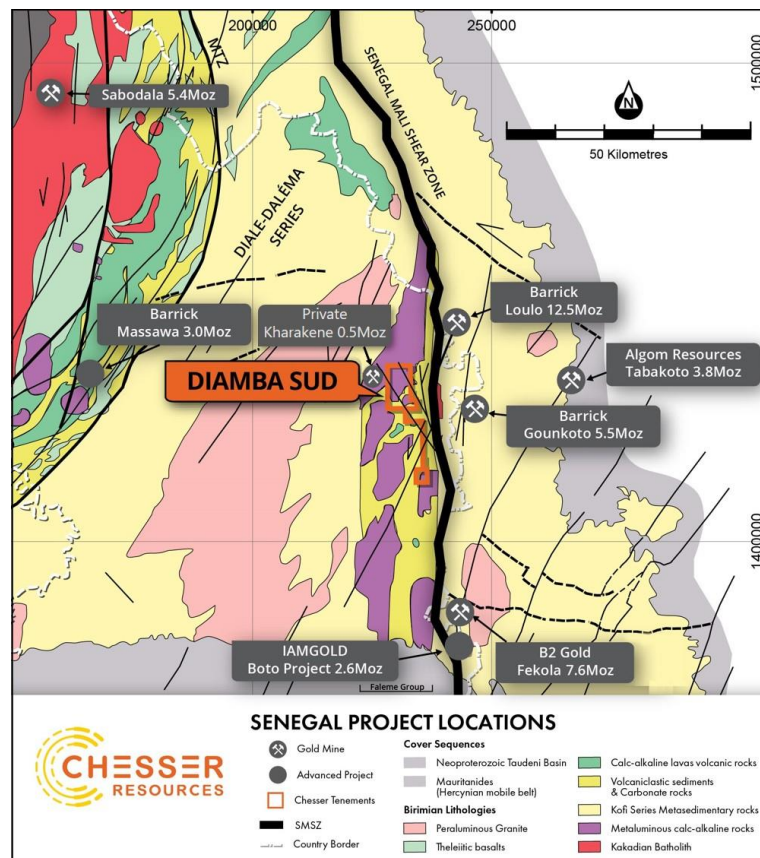 200000
250000
1500000
MTZ
SENEGAL MALI SHEAR ZONE
N
50 Kilometres
Sabodala 5.4Moz
DIALE-DALÉMA
SERIES
Barrick
Massawa 3.0Moz
Private
Kharakene 0.5Moz
Barrick
Loulo 12.5Moz
Algom Resources
Tabakoto 3.8Moz
DIAMBA SUD
Barrick
Gounkoto 5.5Moz
1400000
IAMGOLD
Boto Project 2.6Moz
B2 Gold
Fekola 7.6Moz
Faleme Group
CHESSER
RESOURCES
SENEGAL PROJECT LOCATIONS
Gold Mine
Advanced Project
Chesser Tenements
SMSZ
Country Border
Cover Sequences
Neoproterozoic Taudeni Basin
Mauritanides
(Hercynian mobile belt)
Birimian Lithologies
Peraluminous Granite
Theleiitic basalts
Calc-alkaline lavas volcanic rocks
Volcaniclastic sediments
& Carbonate rocks
Kofi Series Metasedimentary rocks
Metaluminous calc-alkaline rocks
Kakadian Batholith